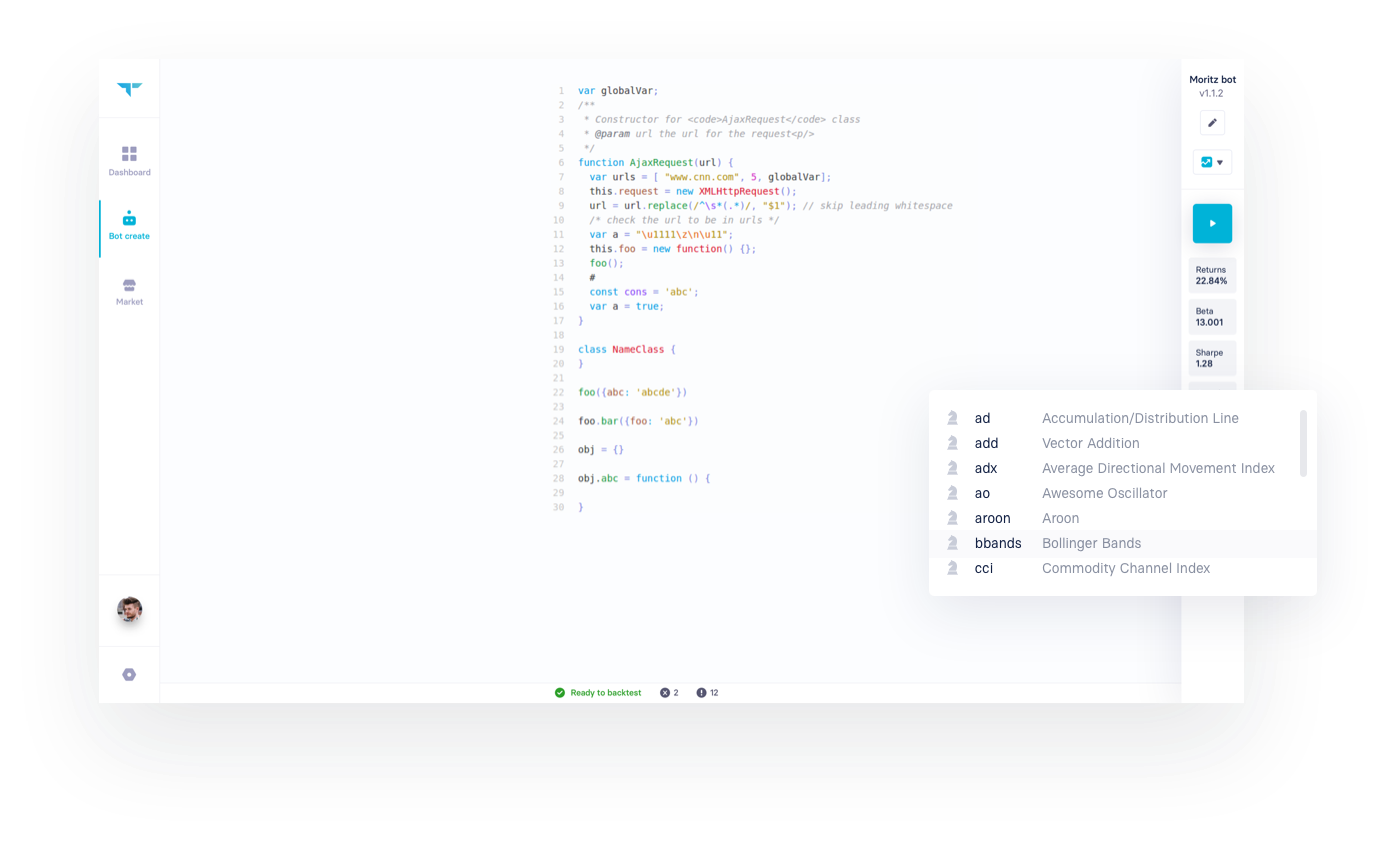 Dashboard
Bot create
Market
1 var globalVar;
2 /**
3  * Constructor for <code>AjaxRequest</code> class
4  * @param url the url for the request<p/>
5  */
6 function AjaxRequest(url) {
7   var urls = [ "www.cnn.com", 5, globalVar];
8   this.request = new XMLHttpRequest();
9   url = url.replace(/^\s*(.*)/, "$1"); // skip leading whitespace
10   /* check the url to be in urls */
11   var a = "\u1111\z\n\u11";
12   this.foo = new function() {};
13   foo();
14   #
15   const cons = 'abc';
16   var a = true;
17 }
18
19 class NameClass {
20 }
21
22 foo({abc: 'abcde'})
23
24 foo.bar({foo: 'abc'})
25
26 obj = {}
27
28 obj.abc = function () {
29
30 }
Ready to backtest 2 12
Moritz bot
v1.1.2
Returns
22.84%
Beta
13.001
Sharpe
1.28
ad Accumulation/Distribution Line
add Vector Addition
adx Average Directional Movement Index
ao Awesome Oscillator
aroon Aroon
bbands Bollinger Bands
cci Commodity Channel Index